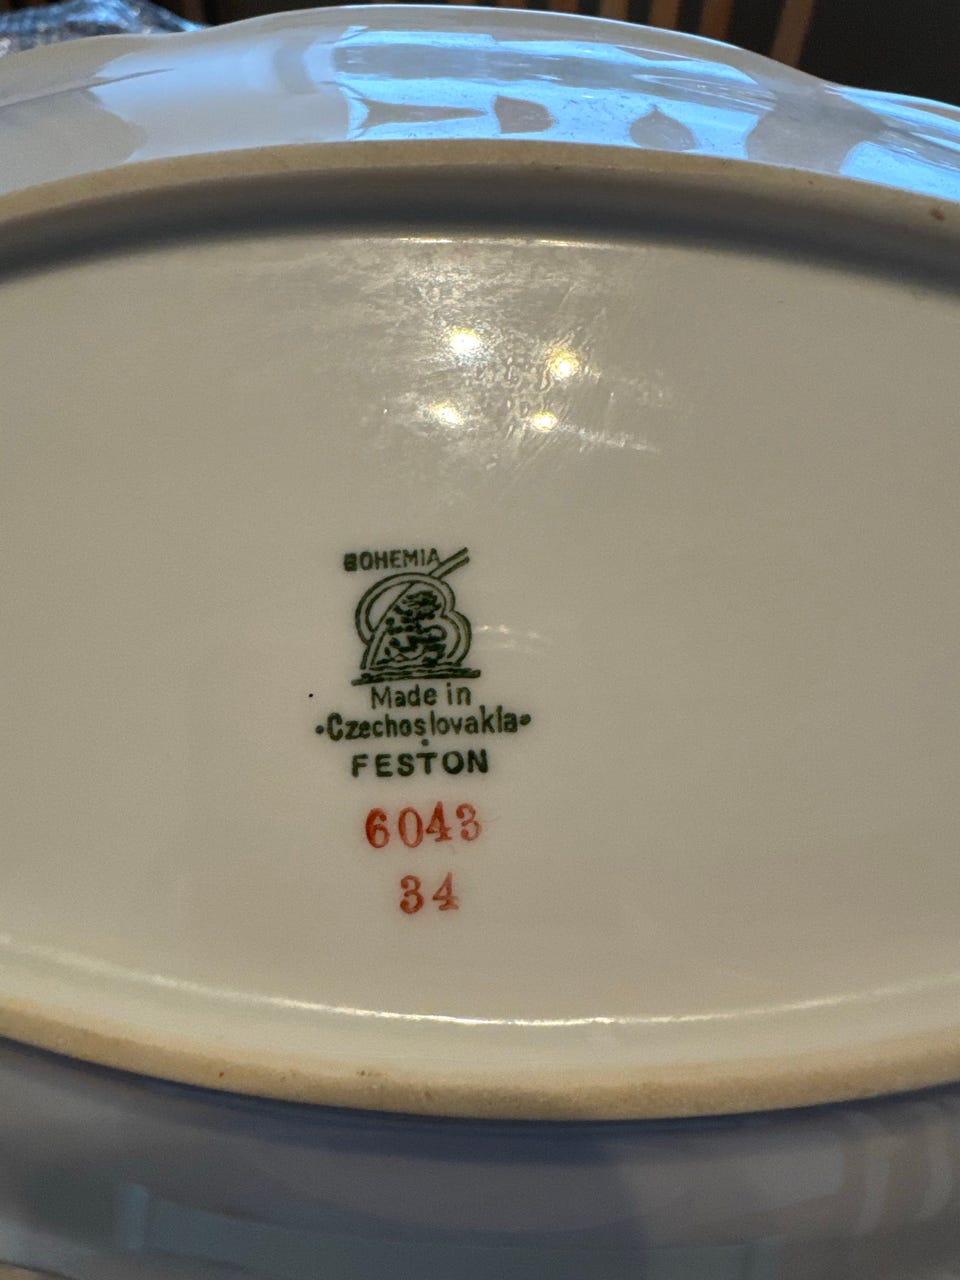 BOHEMIA
B
Made in
•Czechoslovakia•
FESTON
6043
34